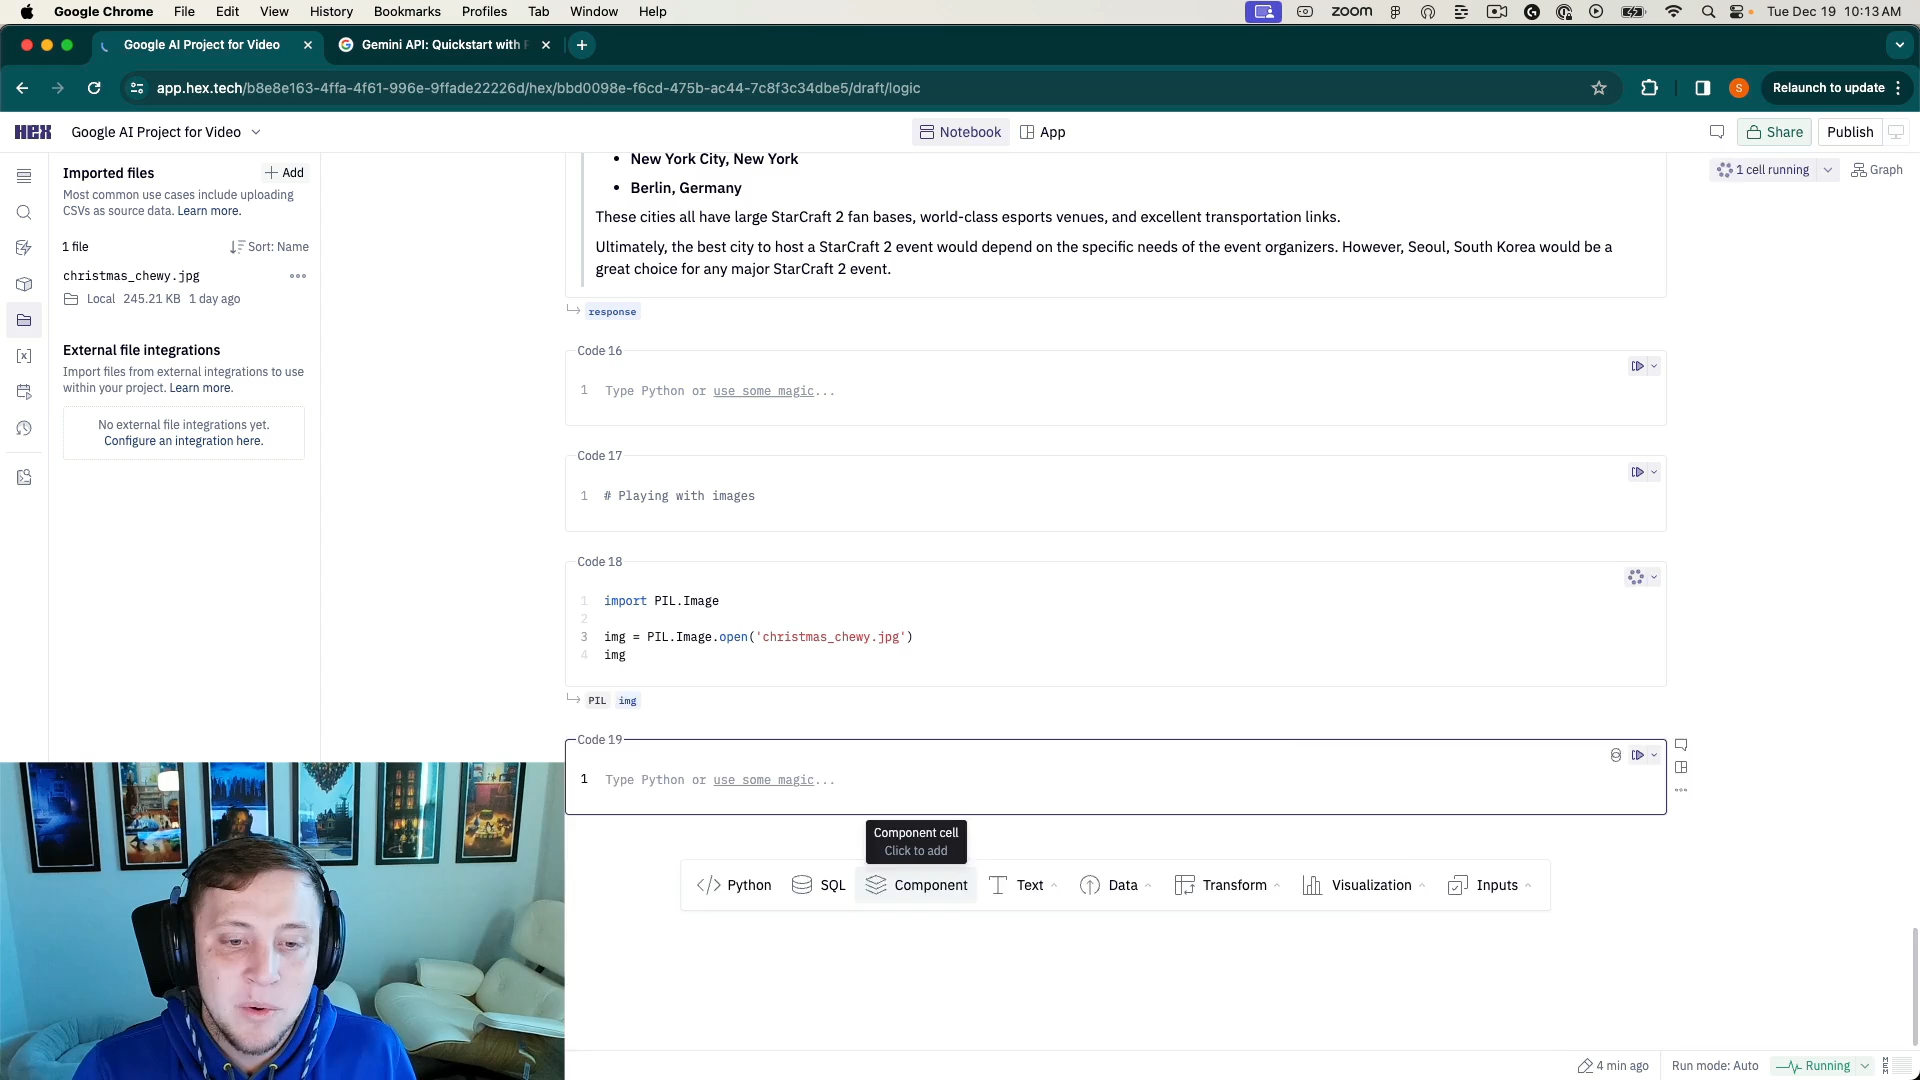 Google Chrome File Edit View History Bookmarks Profiles Tab Window Help zoom Tue Dec 19 10:13 AM
Google AI Project for Video Gemini API: Quickstart with
app.hex.tech/b8e8e163-4ffa-4f61-996e-9ffade22226d/hex/bbd0098e-f6cd-475b-ac44-7c8f3c34dbe5/draft/logic S Relaunch to update
HEX Google AI Project for Video Notebook App Share Publish
Imported files Add
Most common use cases include uploading
CSVs as source data. Learn more.
1 file Sort: Name
christmas_chewy.jpg
Local 245.21 KB 1 day ago
External file integrations
Import files from external integrations to use
within your project. Learn more.
No external file integrations yet.
Configure an integration here.
1 cell running Graph
• New York City, New York
• Berlin, Germany
These cities all have large StarCraft 2 fan bases, world-class esports venues, and excellent transportation links.
Ultimately, the best city to host a StarCraft 2 event would depend on the specific needs of the event organizers. However, Seoul, South Korea would be a
great choice for any major StarCraft 2 event.
response
Code 16
1 Type Python or use some magic...
Code 17
1 # Playing with images
Code 18
1 import PIL.Image
2
3 img = PIL.Image.open('christmas_chewy.jpg')
4 img
PIL img
Code 19
1 Type Python or use some magic...
Component cell
Click to add
Python SQL Component Text Data Transform Visualization Inputs
4 min ago Run mode: Auto Running MEM